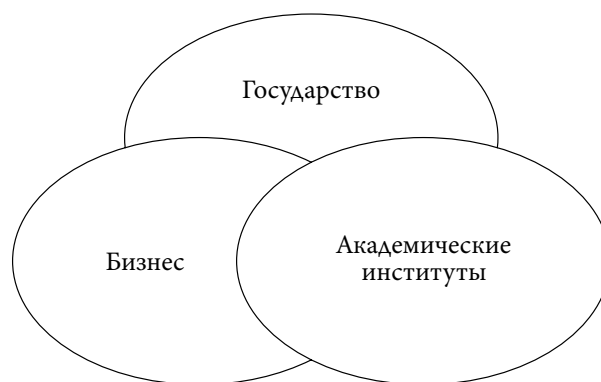 Государство
Бизнес
Академические
институты